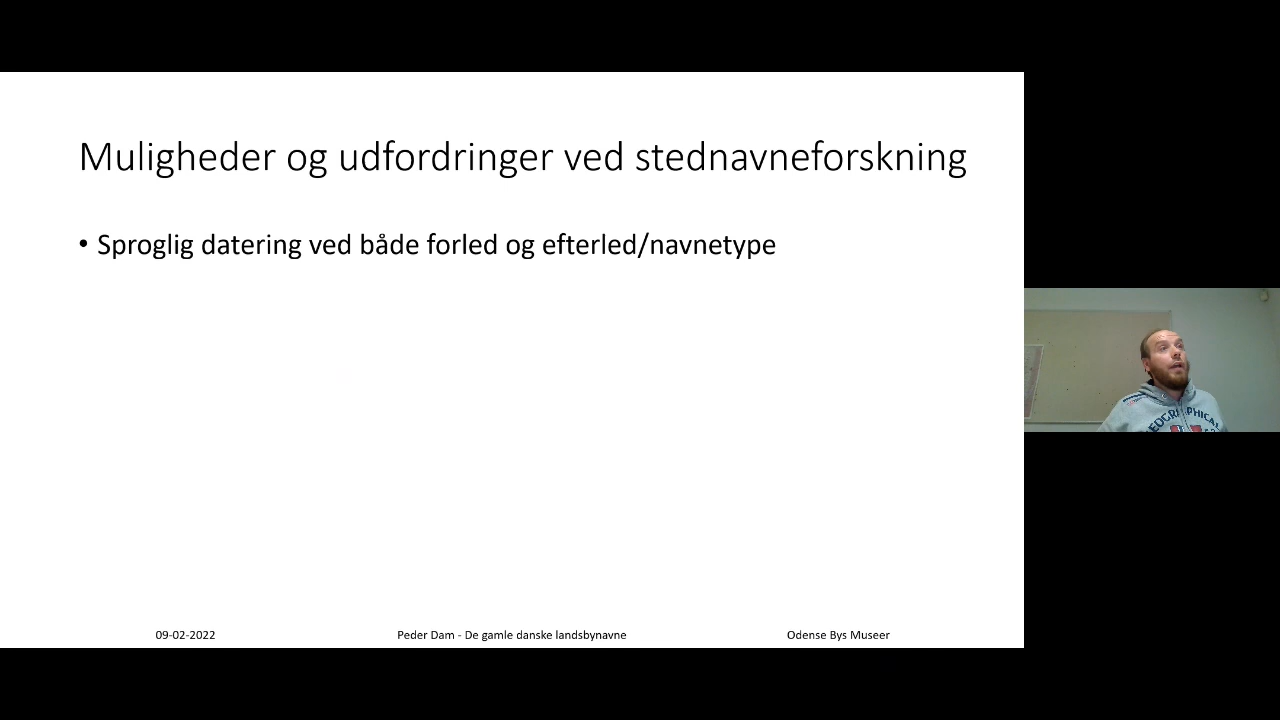 Muligheder og udfordringer ved stednavneforskning
• Sproglig datering ved både forled og efterled/navnetype
09-02-2022
Peder Dam - De gamle danske landsbynavne
Odense Bys Museer